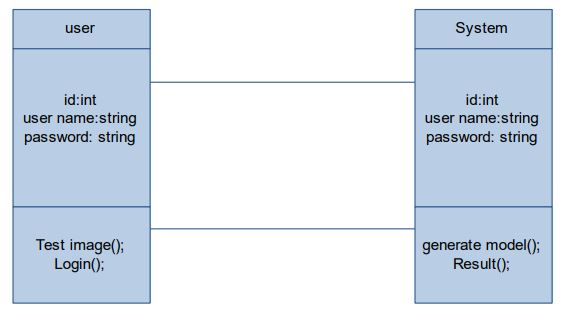 user
id:int
user name:string
password: string
Test image();
Login();
System
id:int
user name:string
password: string
generate model();
Result();